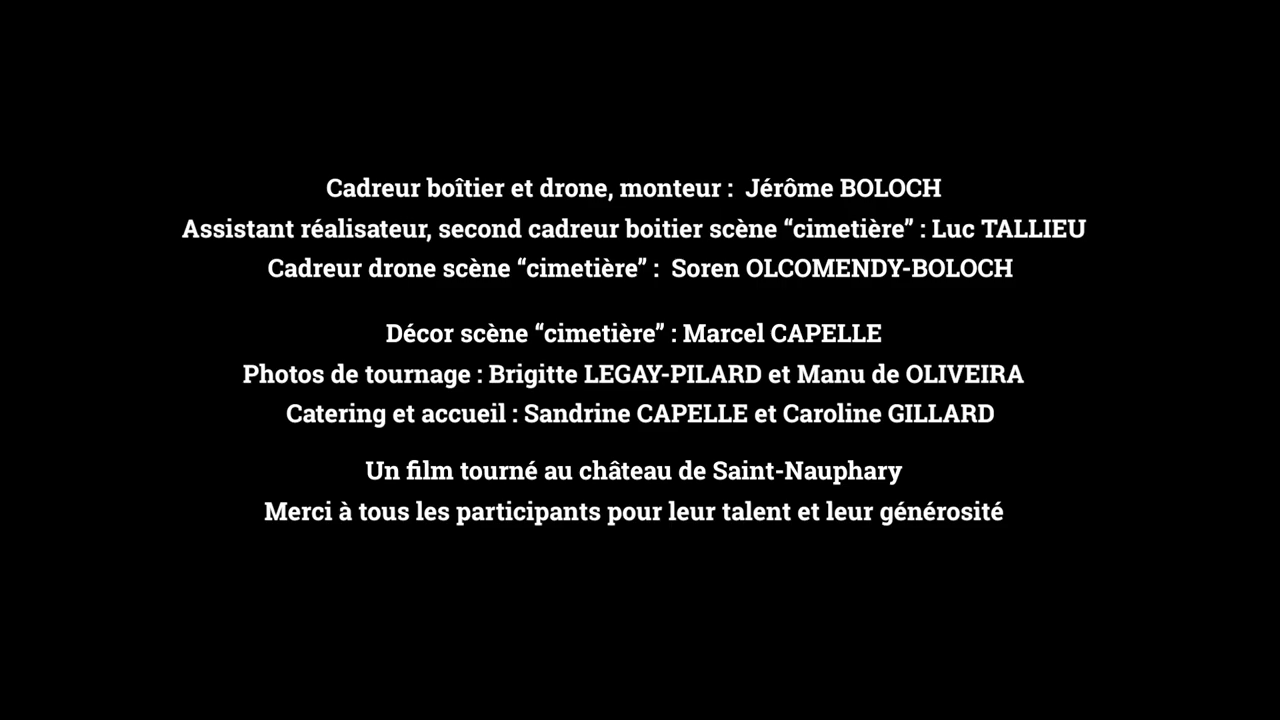 Cadreur boîtier et drone, monteur : Jérôme BOLOCH
Assistant réalisateur, second cadreur boitier scène “cimetière” : Luc TALLIEU
Cadreur drone scène “cimetière” : Soren OLCOMENDY-BOLOCH
Décor scène “cimetière” : Marcel CAPELLE
Photos de tournage : Brigitte LEGAY-PILARD et Manu de OLIVEIRA
Catering et accueil : Sandrine CAPELLE et Caroline GILLARD
Un film tourné au château de Saint-Nauphary
Merci à tous les participants pour leur talent et leur générosité